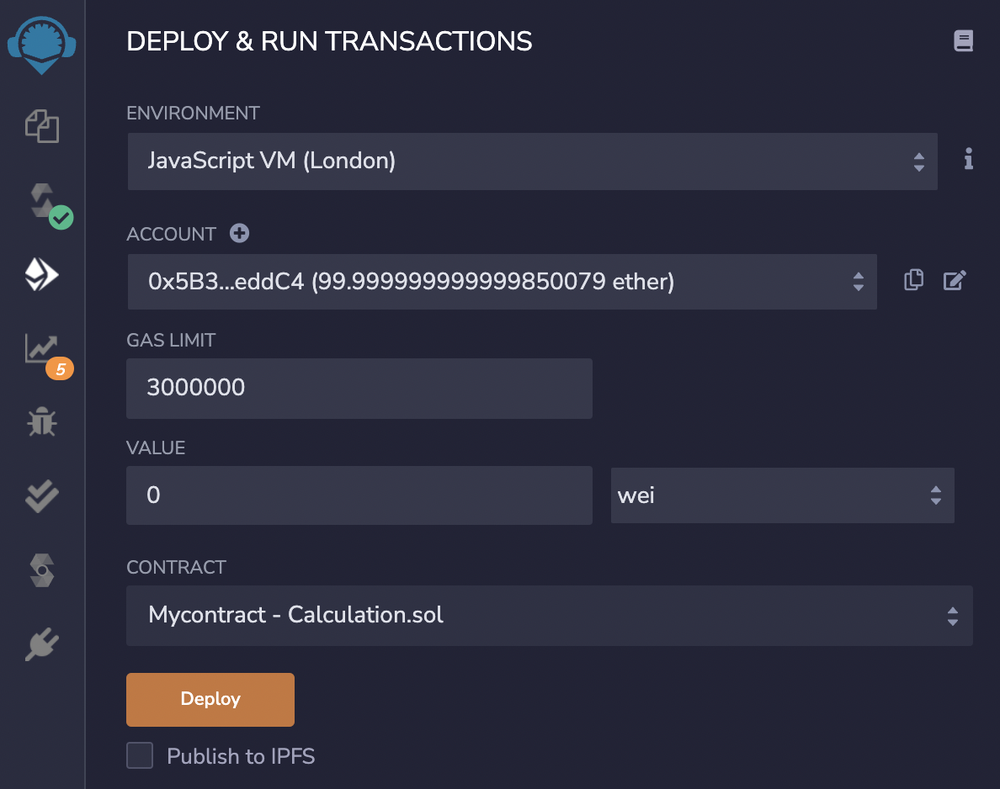 DEPLOY & RUN TRANSACTIONS
ENVIRONMENT
JavaScript VM (London)
ACCOUNT
0x5B3...eddC4 (99.999999999999850079 ether)
GAS LIMIT
3000000
5
VALUE
0
wei
CONTRACT
Mycontract - Calculation.sol
Deploy
Publish to IPFS